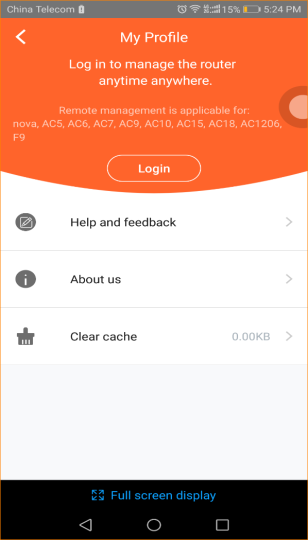 China Telecom
15% 5:24 PM
My Profile
Log in to manage the router
anytime anywhere.
Remote management is applicable for:
nova, AC5, AC6, AC7, AC9, AC10, AC15, AC18, AC1206,
F9
Login
Help and feedback
About us
Clear cache 0.00KB
Full screen display